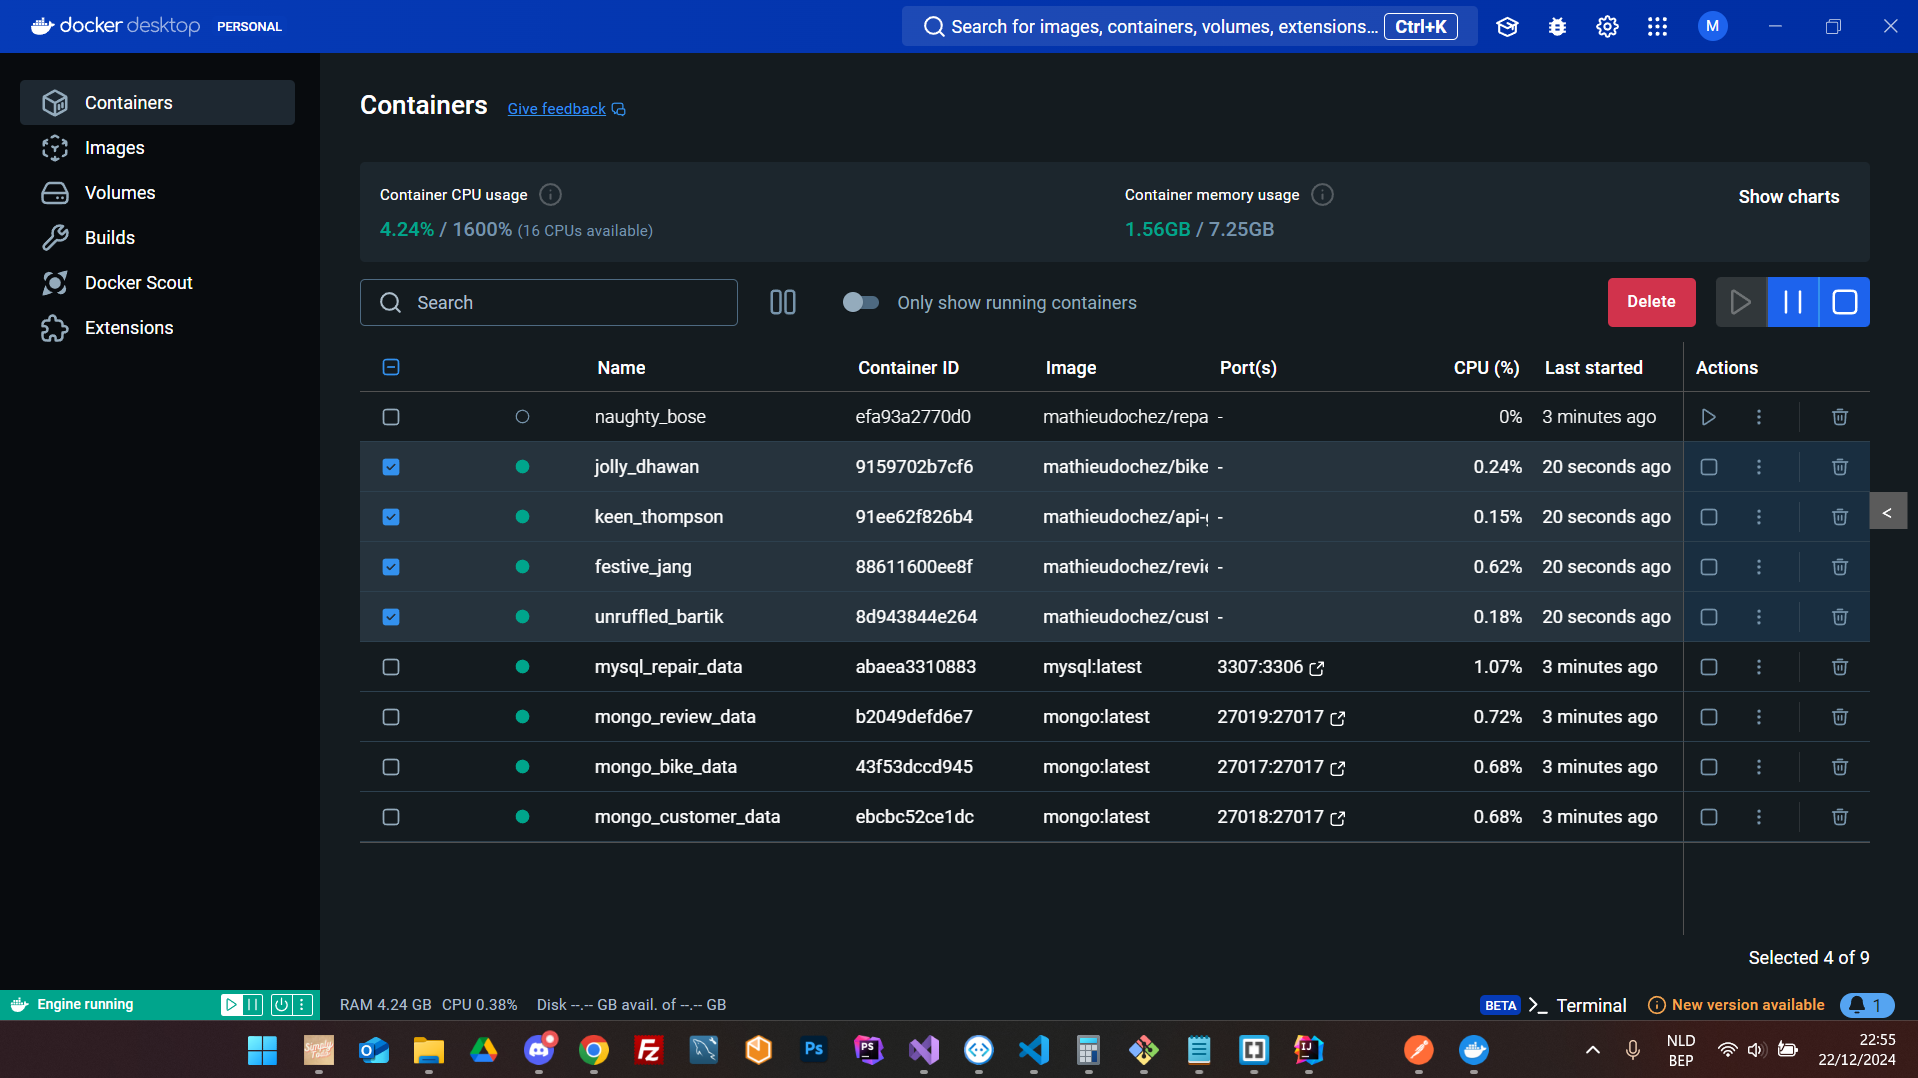 docker desktop PERSONAL
Search for images, containers, volumes, extensions... Ctrl+K
M
Containers
Images
Volumes
Builds
Docker Scout
Extensions
Containers Give feedback
Container CPU usage
4.24% / 1600% (16 CPUs available)
Container memory usage
1.56GB / 7.25GB
Show charts
Search
Only show running containers
Delete
Name Container ID Image Port(s) CPU (%) Last started Actions
naughty_bose efa93a2770d0 mathieudochez/repa - 0% 3 minutes ago
jolly_dhawan 9159702b7cf6 mathieudochez/bike - 0.24% 20 seconds ago
keen_thompson 91ee62f826b4 mathieudochez/api-g - 0.15% 20 seconds ago
festive_jang 88611600ee8f mathieudochez/revie - 0.62% 20 seconds ago
unruffled_bartik 8d943844e264 mathieudochez/cust - 0.18% 20 seconds ago
mysql_repair_data abaea3310883 mysql:latest 3307:3306 1.07% 3 minutes ago
mongo_review_data b2049defd6e7 mongo:latest 27019:27017 0.72% 3 minutes ago
mongo_bike_data 43f53dccd945 mongo:latest 27017:27017 0.68% 3 minutes ago
mongo_customer_data ebcbc52ce1dc mongo:latest 27018:27017 0.68% 3 minutes ago
<
Selected 4 of 9
Engine running
RAM 4.24 GB CPU 0.38% Disk --.-- GB avail. of --.-- GB
BETA >_ Terminal
New version available
1
Simply
Tools
Fz
Ps
PS
IJ
NLD
BEP
22:55
22/12/2024